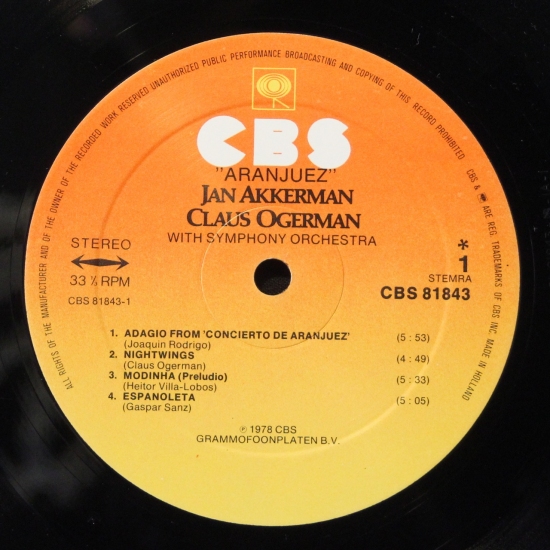 ALL RIGHTS OF THE MANUFACTURER AND OF THE OWNER OF THE RECORDED WORK RESERVED UNAUTHORIZED PUBLIC PERFORMANCE BROADCASTING AND COPYING OF THIS RECORD PROHIBITED
CBS & ARE REG. TRADEMARKS OF CBS INC. MADE IN HOLLAND
CBS
"ARANJUEZ"
JAN AKKERMAN
CLAUS OGERMAN
WITH SYMPHONY ORCHESTRA
STEREO
33 ⅓ RPM
CBS 81843-1
*
1
STEMRA
CBS 81843
1. ADAGIO FROM 'CONCIERTO DE ARANJUEZ' (5 : 53)
(Joaquin Rodrigo)
2. NIGHTWINGS (4 : 49)
(Claus Ogerman)
3. MODINHA (Preludio) (5 : 33)
(Heitor Villa-Lobos)
4. ESPANOLETA (5 : 05)
(Gaspar Sanz)
℗ 1978 CBS
GRAMMOFOONPLATEN B.V.